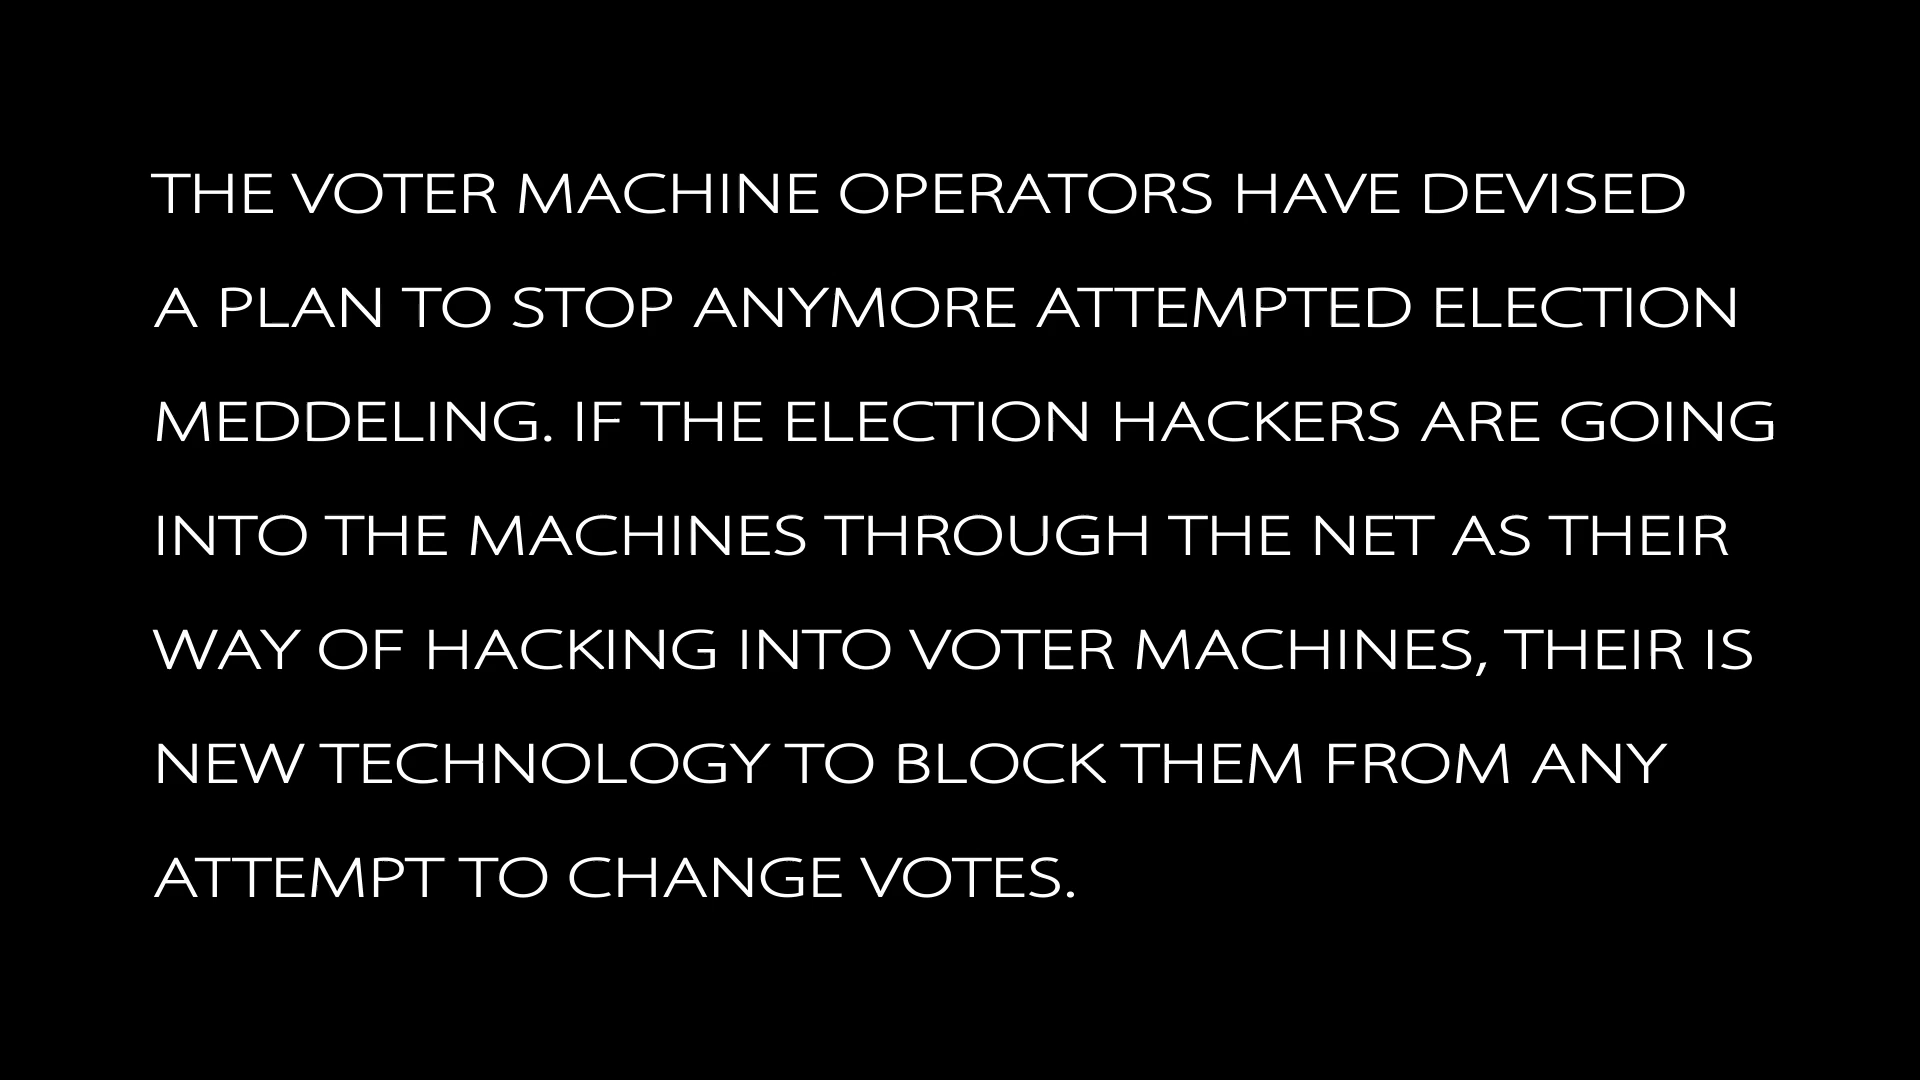 THE VOTER MACHINE OPERATORS HAVE DEVISED
A PLAN TO STOP ANYMORE ATTEMPTED ELECTION
MEDDELING. IF THE ELECTION HACKERS ARE GOING
INTO THE MACHINES THROUGH THE NET AS THEIR
WAY OF HACKING INTO VOTER MACHINES, THEIR IS
NEW TECHNOLOGY TO BLOCK THEM FROM ANY
ATTEMPT TO CHANGE VOTES.